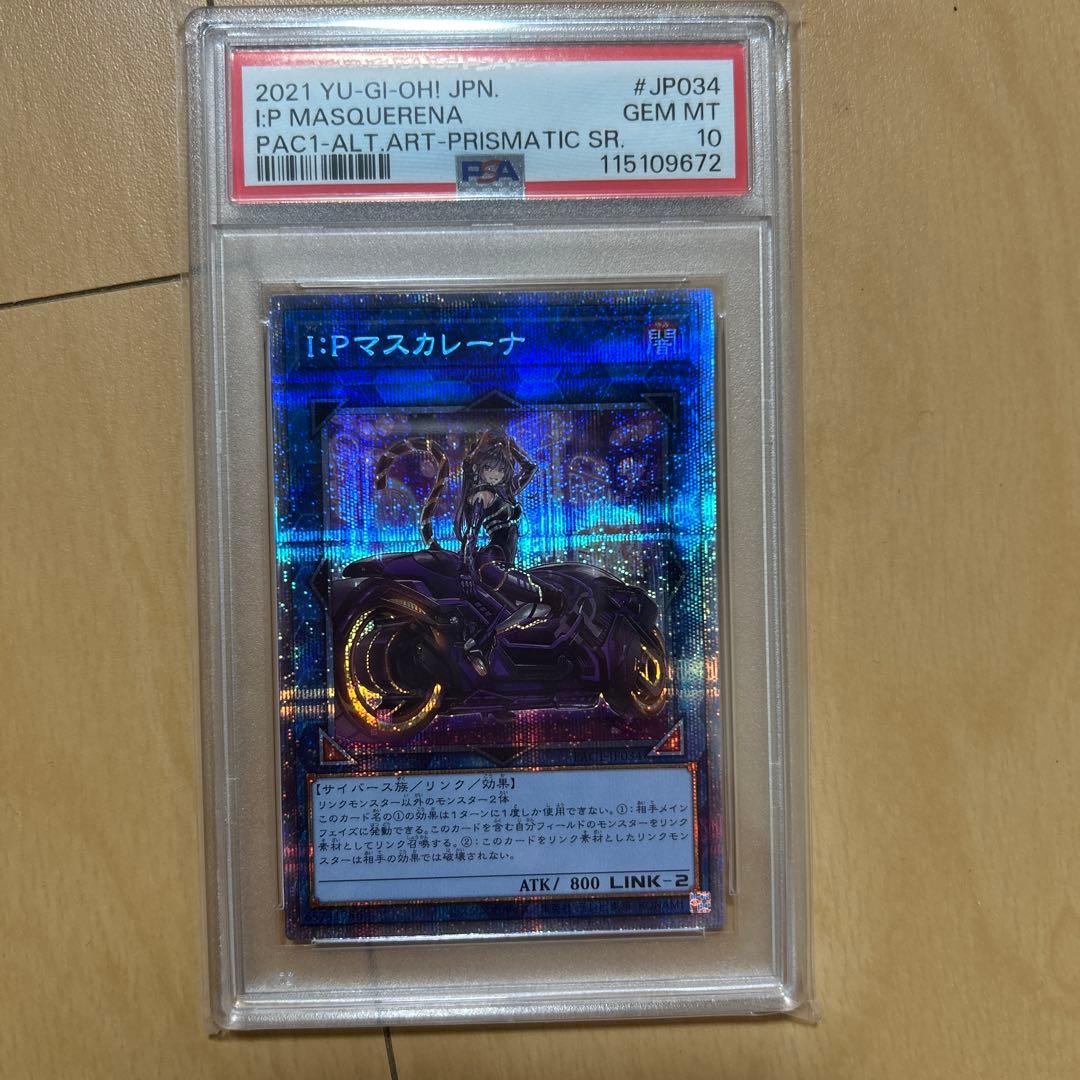 2021 YU-GI-OH! JPN. #JP034
I:P MASQUERENA GEM MT
PAC1-ALT.ART-PRISMATIC SR. 10
PSA 115109672
I:Pマスカレーナ 闇
PAC1-JP034
【サイバース族／リンク／効果】
リンクモンスター以外のモンスター2体
このカード名の①の効果は1ターンに1度しか使用できない。①:相手メイン
フェイズに発動できる。このカードを含む自分フィールドのモンスターをリンク
素材としてリンク召喚する。②:このカードをリンク素材としたリンクモン
スターは相手の効果では破壊されない。
ATK/ 800 LINK-2